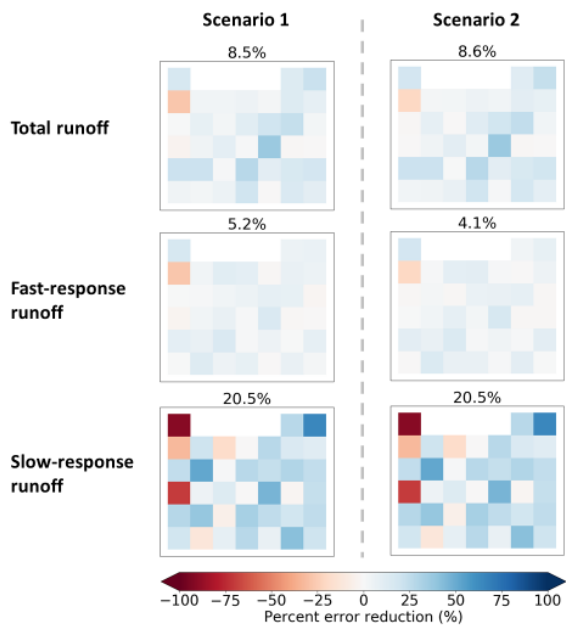 Scenario 1
Scenario 2
8.5%
8.6%
Total runoff
5.2%
4.1%
Fast-response
runoff
20.5%
20.5%
Slow-response
runoff
−100 −75 −50 −25 0 25 50 75 100
Percent error reduction (%)